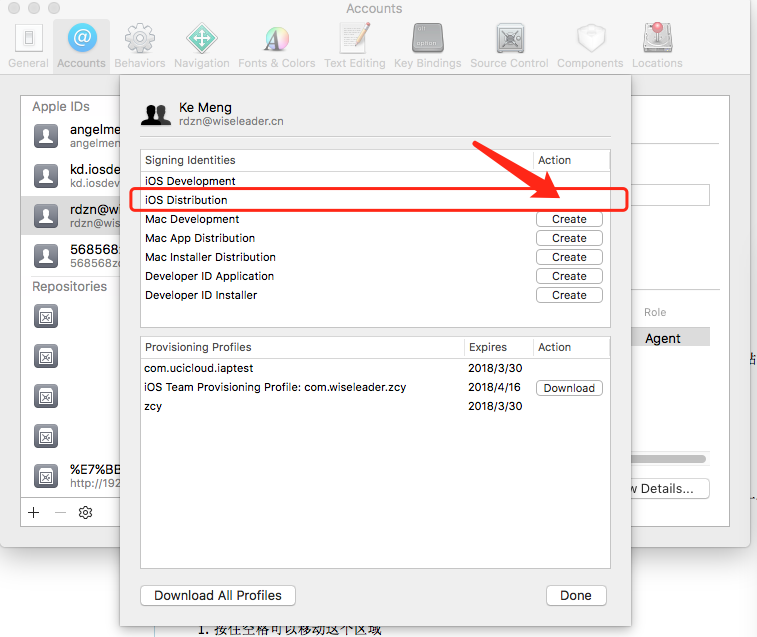 Accounts
General Accounts Behaviors Navigation Fonts & Colors Text Editing Key Bindings Source Control Components Locations
option
Apple IDs
angelme
angelmen
kd.iosde
kd.iosdev
rdzn@wi
rdzn@wis
568568
568568zc
Repositories
%E7%BB
http://192
Ke Meng
rdzn@wiseleader.cn
Signing Identities Action
iOS Development
iOS Distribution
Mac Development Create
Mac App Distribution Create
Mac Installer Distribution Create
Developer ID Application Create
Developer ID Installer Create
Provisioning Profiles Expires Action
com.ucicloud.iaptest 2018/3/30
iOS Team Provisioning Profile: com.wiseleader.zcy 2018/4/16 Download
zcy 2018/3/30
Download All Profiles Done
Role
Agent
w Details...
1. 按住空格可以移动这个区域